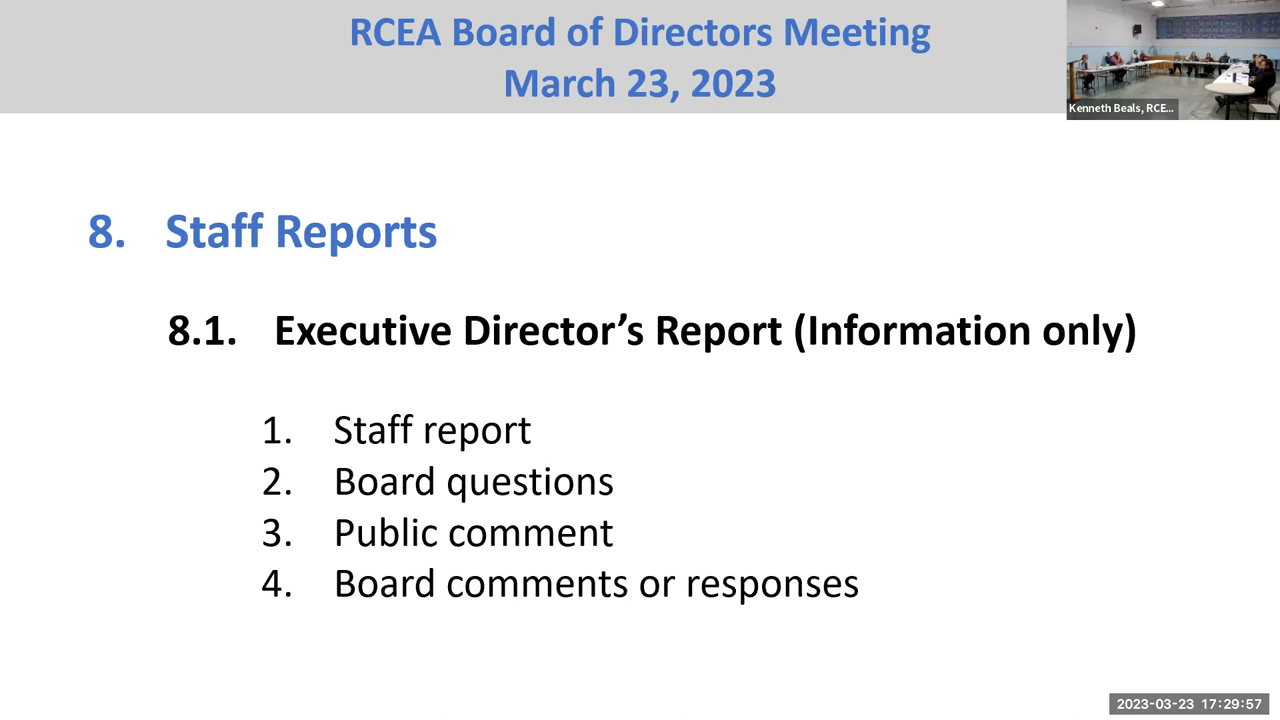 RCEA Board of Directors Meeting
March 23, 2023
Kenneth Beals, RCE...
8. Staff Reports
8.1. Executive Director’s Report (Information only)
1. Staff report
2. Board questions
3. Public comment
4. Board comments or responses
2023-03-23 17:29:57